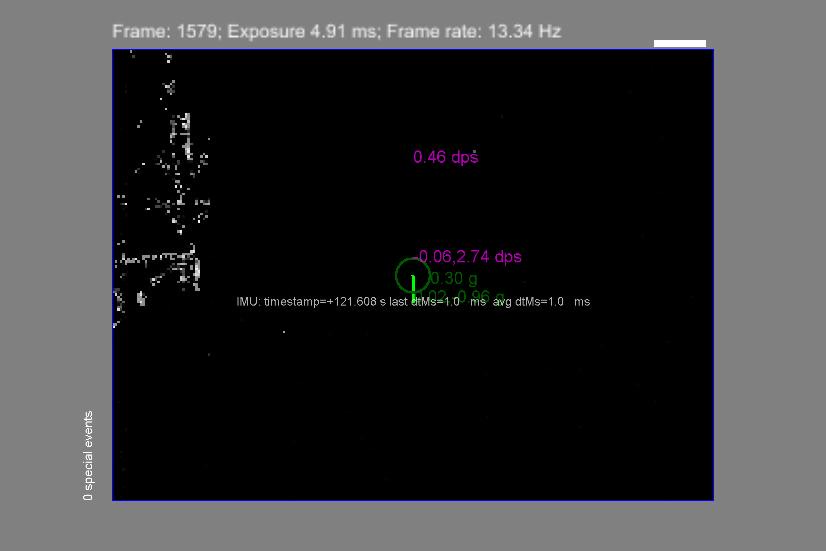 Frame: 1579; Exposure 4.91 ms; Frame rate: 13.34 Hz
0.46 dps
-0.06,2.74 dps
0.30 g
0.96 g
IMU: timestamp=+121.608 s last dtMs=1.0 ms avg dtMs=1.0 ms
0 special events